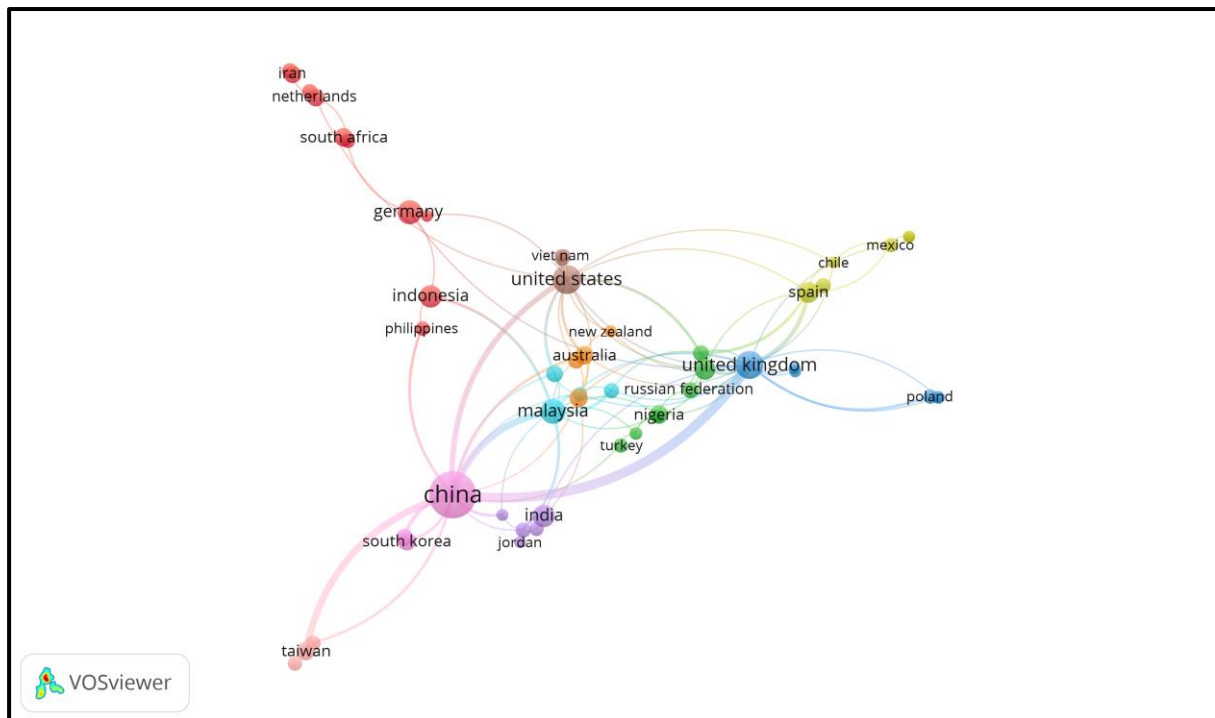 iran
netherlands
south africa
germany
mexico
viet nam
chile
united states
spain
indonesia
philippines
new zealand
australia
united kingdom
russian federation
poland
malaysia
nigeria
turkey
china
india
south korea
jordan
taiwan
VOSviewer